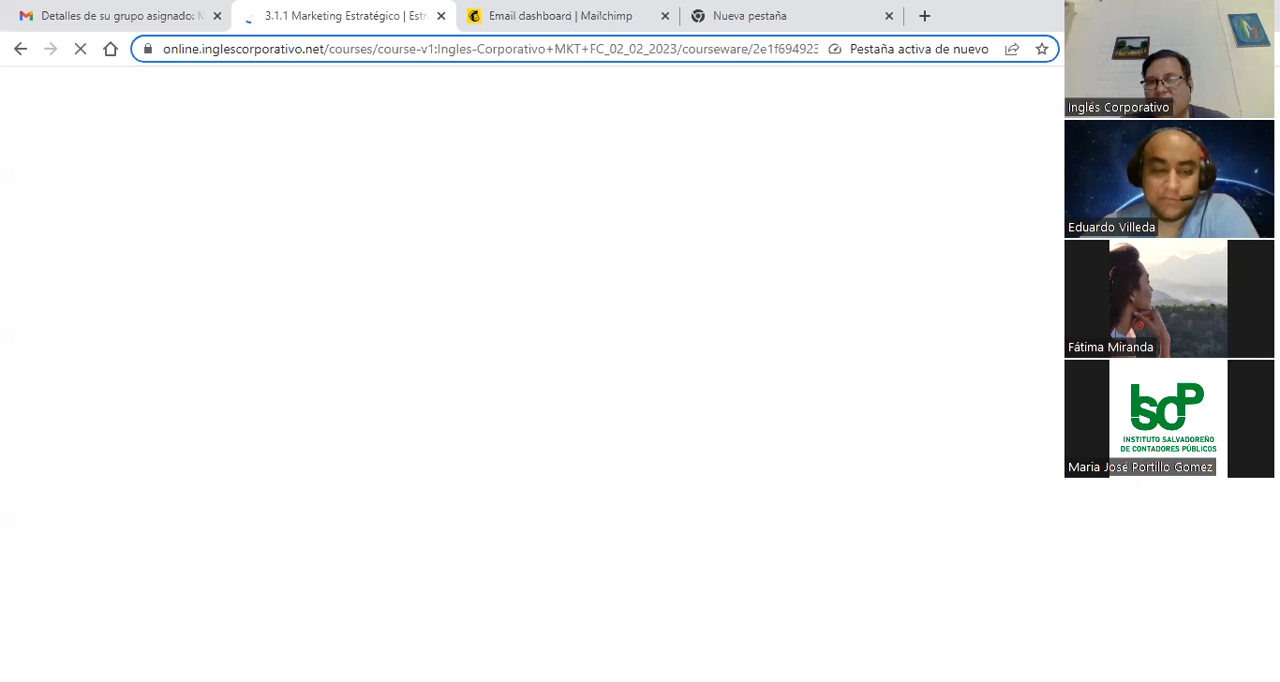 Detalles de su grupo asignado: M
3.1.1 Marketing Estratégico | Estr
Email dashboard | Mailchimp
Nueva pestaña
online.inglescorporativo.net/courses/course-v1:Ingles-Corporativo+MKT+FC_02_02_2023/courseware/2e1f694923
Pestaña activa de nuevo
Inglés Corporativo
Eduardo Villeda
Fátima Miranda
ISCP
INSTITUTO SALVADOREÑO
DE CONTADORES PÚBLICOS
Maria José Portillo Gomez